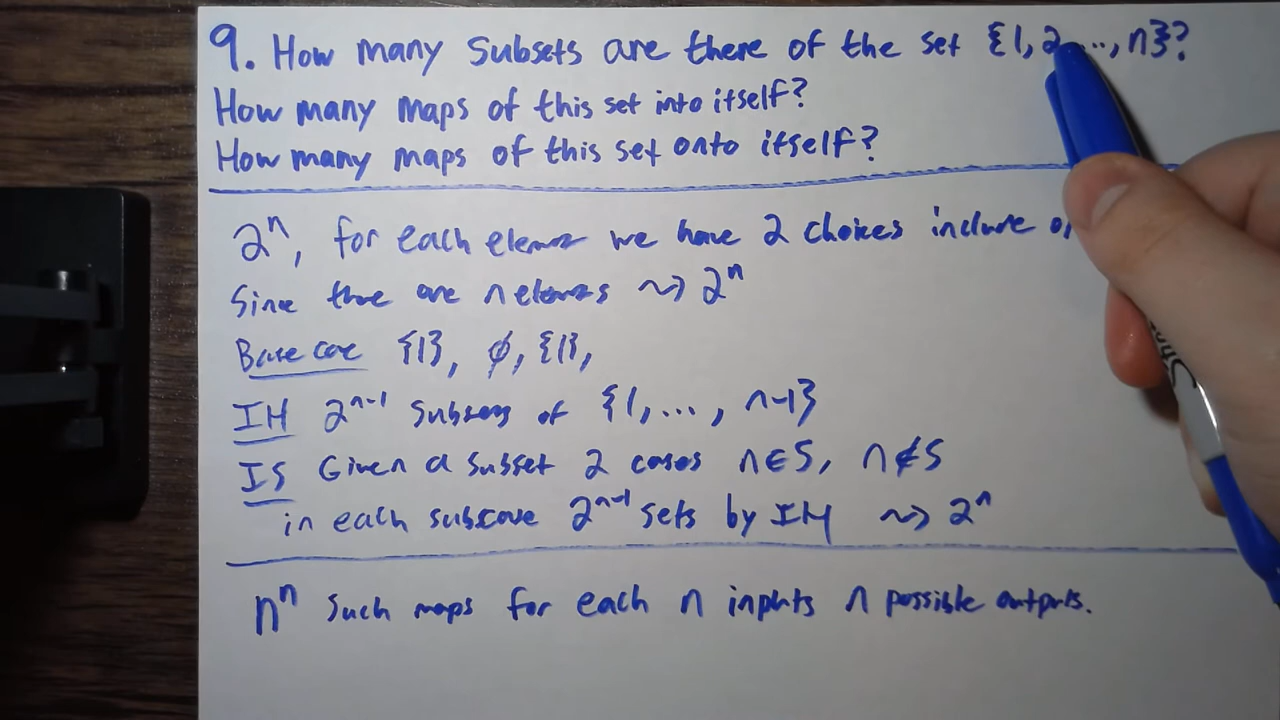 9. How many subsets are there of the set {1,2,...,n}?
How many maps of this set into itself?
How many maps of this set onto itself?
2ⁿ, for each we have 2 choices include
Since there are n ⇝ 2ⁿ
Base case {1}, ∅, {1},
IH 2ⁿ⁻¹ subsets of {1,..., n-1}
IS Given a subset 2 cases n∈S, n∉S
in each subcase 2ⁿ⁻¹ sets by IH ⇝ 2ⁿ
nⁿ such maps for each n inputs n possible outputs.